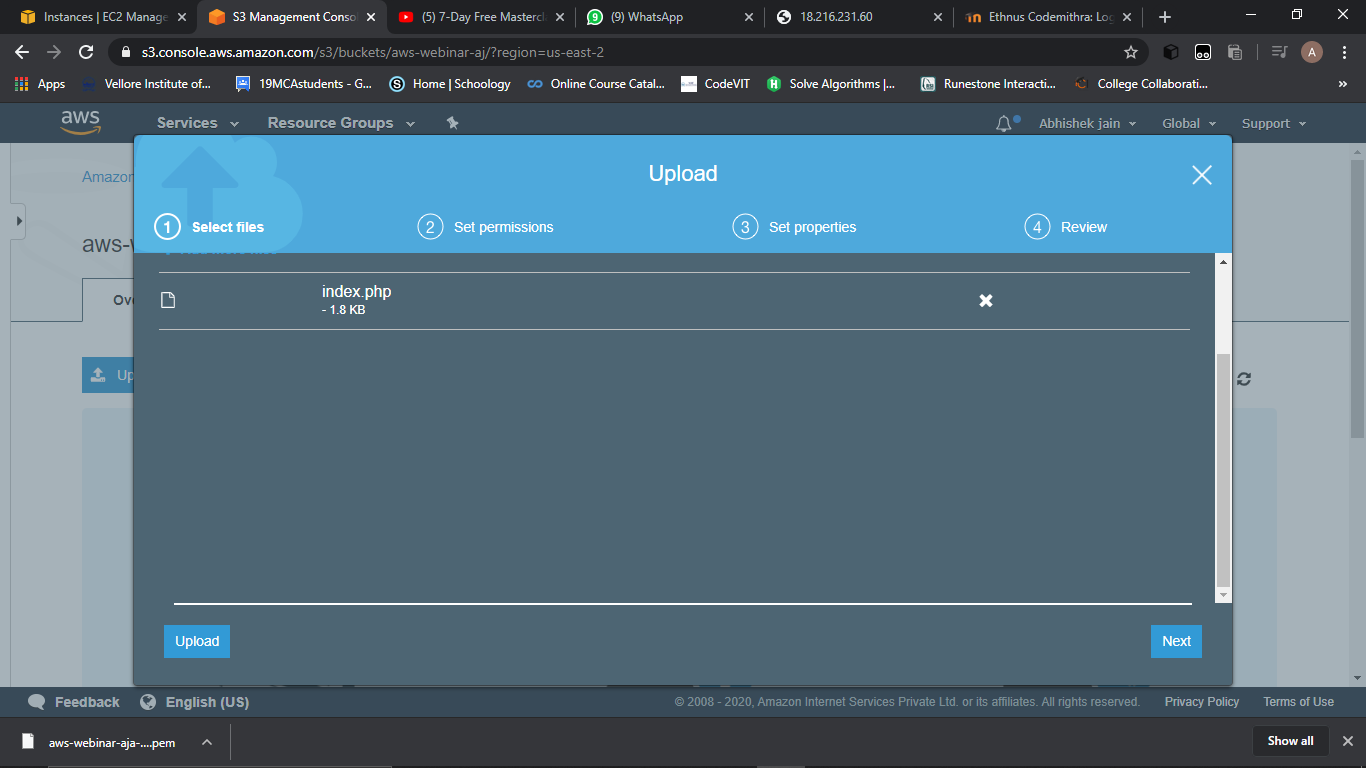 Instances | EC2 Manage
S3 Management Conso
(5) 7-Day Free Mastercl
(9) WhatsApp
18.216.231.60
Ethnus Codemithra: Log
s3.console.aws.amazon.com/s3/buckets/aws-webinar-aj/?region=us-east-2
A
Apps
Vellore Institute of...
19MCAstudents - G...
Home | Schoology
Online Course Catal...
CodeVIT
Solve Algorithms |...
Runestone Interacti...
College Collaborati...
»
aws
Services
Resource Groups
Abhishek jain
Global
Support
Amazon
aws-w
Ov
Up
Upload
1 Select files
2 Set permissions
3 Set properties
4 Review
index.php
- 1.8 KB
Upload
Next
Feedback
English (US)
© 2008 - 2020, Amazon Internet Services Private Ltd. or its affiliates. All rights reserved.
Privacy Policy
Terms of Use
aws-webinar-aja-....pem
Show all